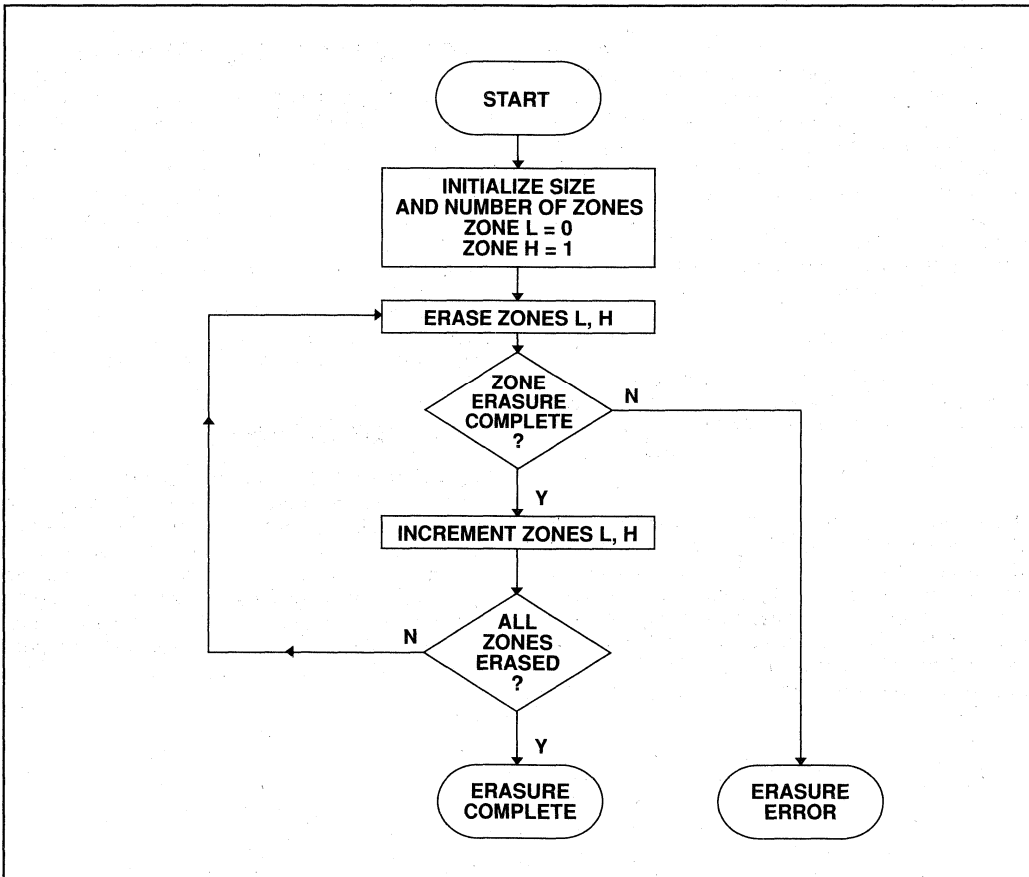 START
INITIALIZE SIZE
AND NUMBER OF ZONES
ZONE L = 0
ZONE H = 1
ERASE ZONES L, H
ZONE
ERASURE
COMPLETE
?
N
Y
INCREMENT ZONES L, H
ALL
ZONES
ERASED
?
N
Y
ERASURE
COMPLETE
ERASURE
ERROR